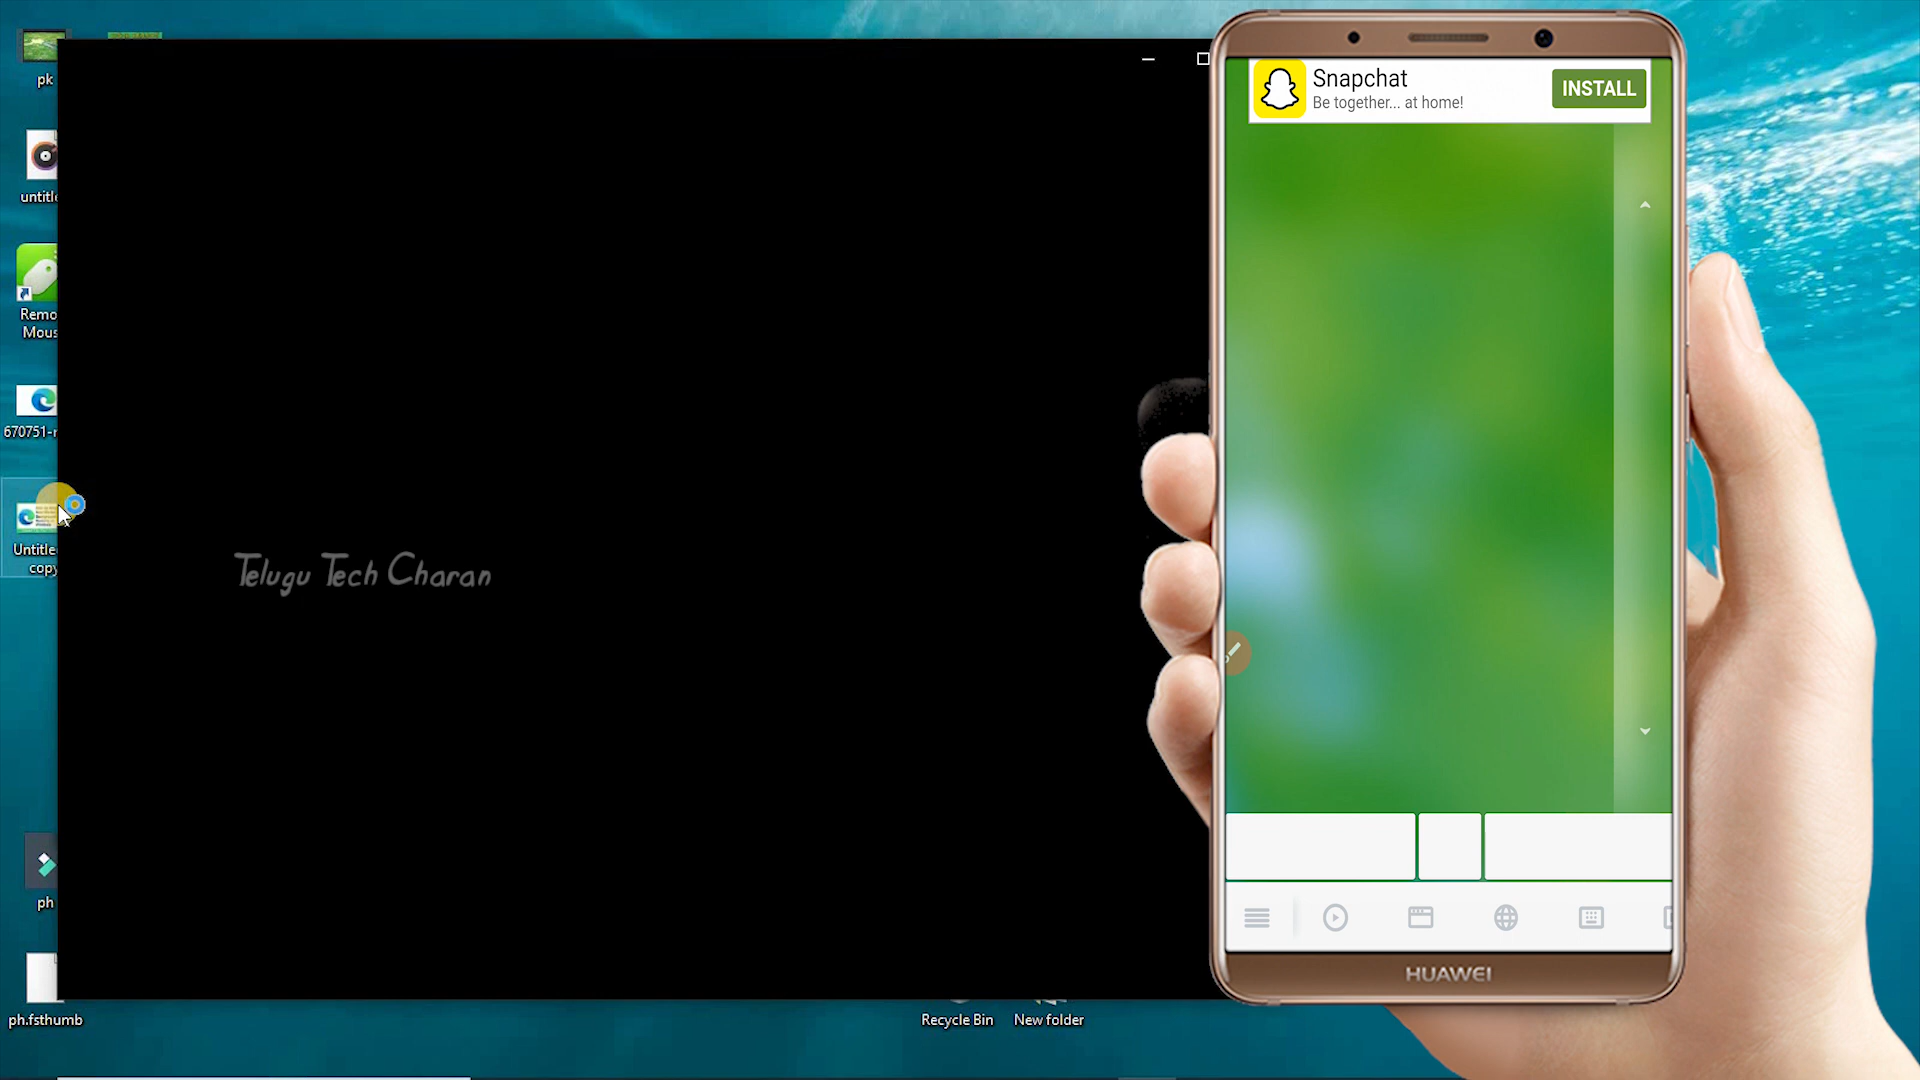 pk
untitle
Remo
Mous
670751-r
Untitle
copy
ph
ph.fsthumb
Telugu Tech Charan
Recycle Bin
New folder
Snapchat
Be together... at home!
INSTALL
HUAWEI